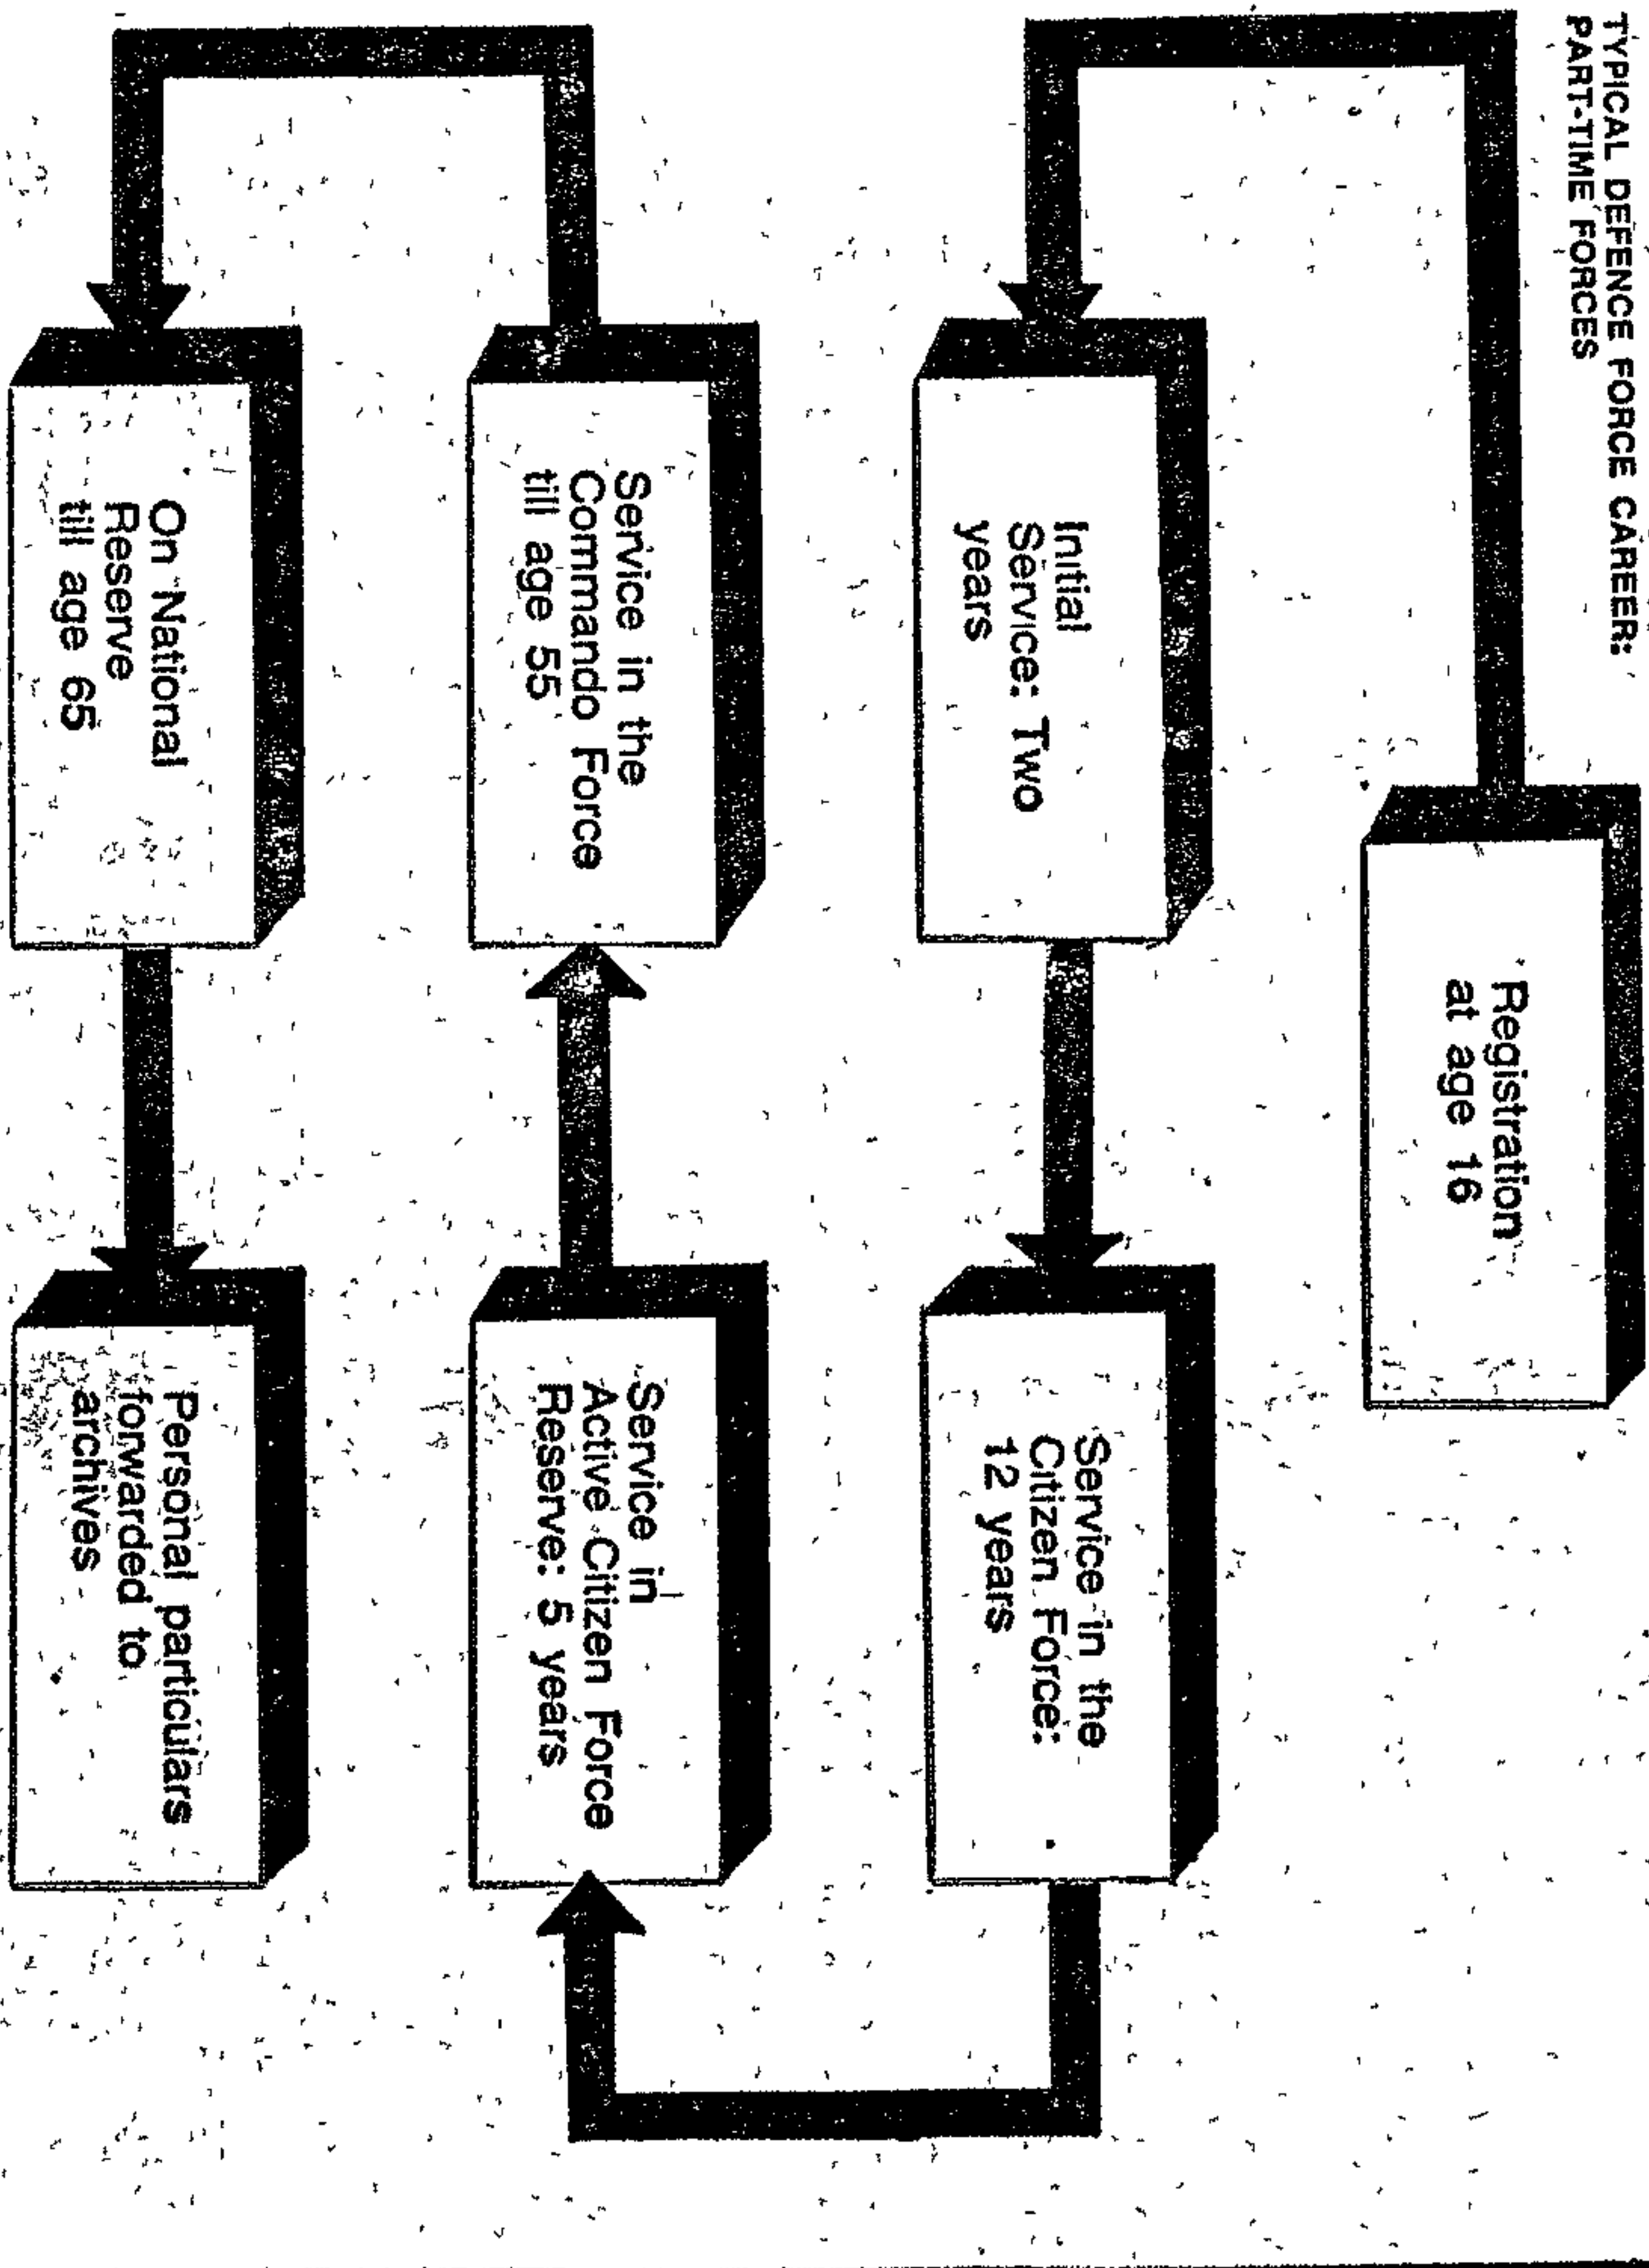 TYPICAL DEFENCE FORCE CAREER:
PART-TIME FORCES
Registration
at age 16
Initial
Service: Two
years
Service in the
Citizen Force:
12 years
Service in
Active Citizen Force
Reserve: 5 years
Service in the
Commando Force
till age 55
On National
Reserve
till age 65
Personal particulars
forwarded to
archives